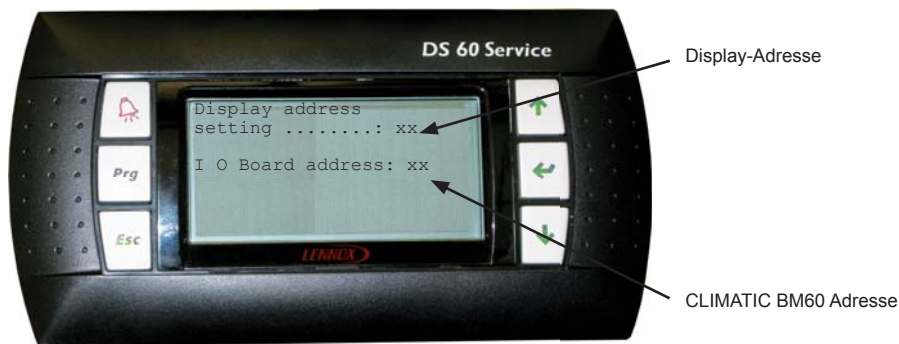 DS 60 Service
Display-Adresse
Display address
setting ........: xx
I O Board address: xx
Prg
Esc
LENNOX
CLIMATIC BM60 Adresse